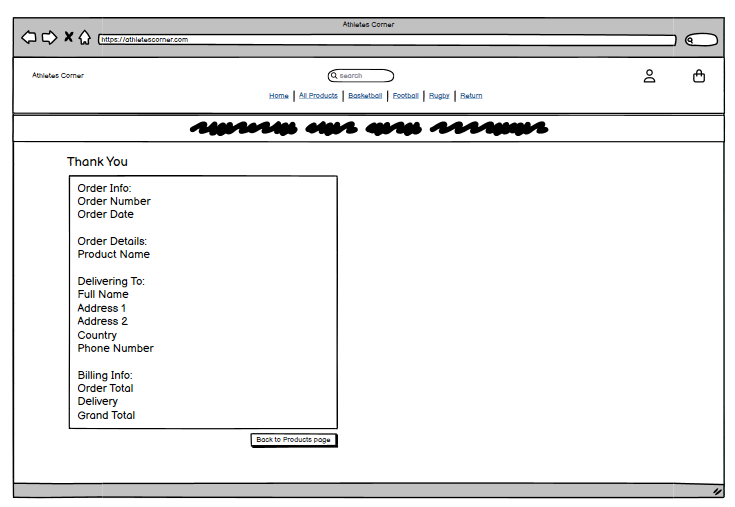 Athletes Corner
https://athletescorner.com
Athletes Corner
search
Home | All Products | Basketball | Football | Rugby | Return
Thank You
Order Info:
Order Number
Order Date
Order Details:
Product Name
Delivering To:
Full Name
Address 1
Address 2
Country
Phone Number
Billing Info:
Order Total
Delivery
Grand Total
Back to Products page